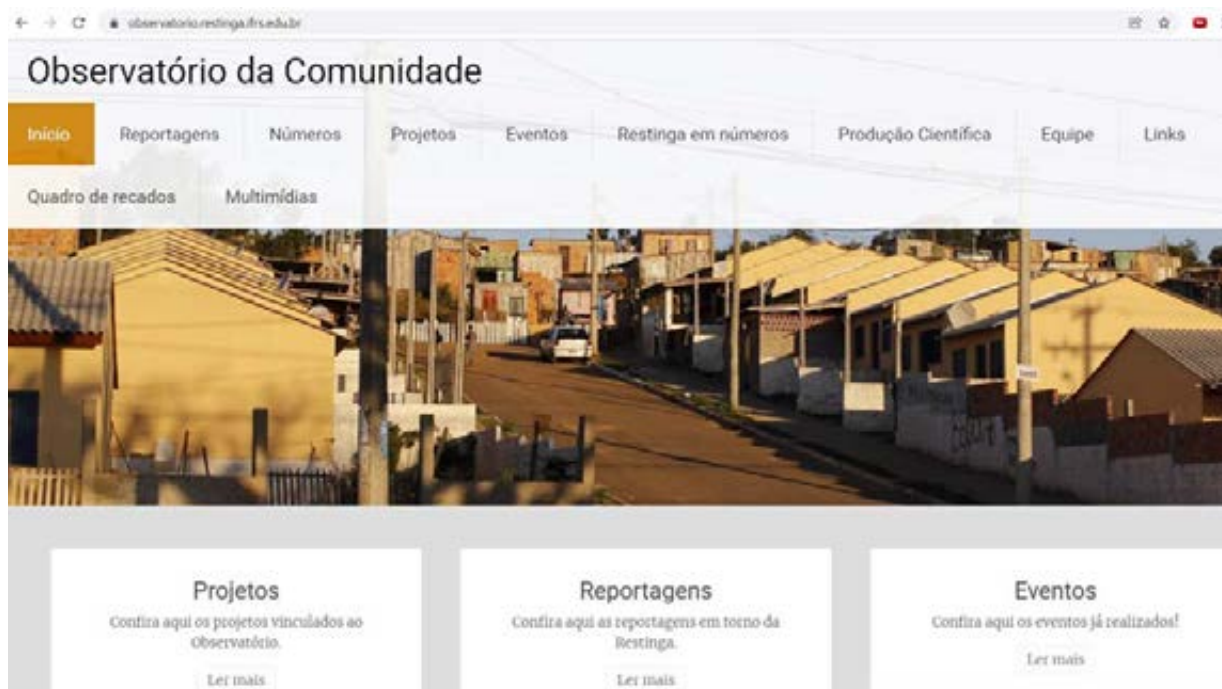 observatorio.restinga.ifrs.edu.br
Observatório da Comunidade
Início Reportagens Números Projetos Eventos Restinga em números Produção Científica Equipe Links
Quadro de recados Multimídias
Projetos
Confira aqui os projetos vinculados ao
Observatório.
Ler mais
Reportagens
Confira aqui as reportagens em torno da
Restinga.
Ler mais
Eventos
Confira aqui os eventos já realizados!
Ler mais